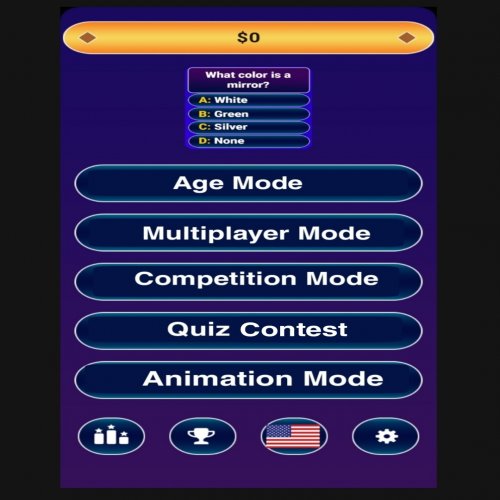 $0
What color is a
mirror?
A: White
B: Green
C: Silver
D: None
Age Mode
Multiplayer Mode
Competition Mode
Quiz Contest
Animation Mode